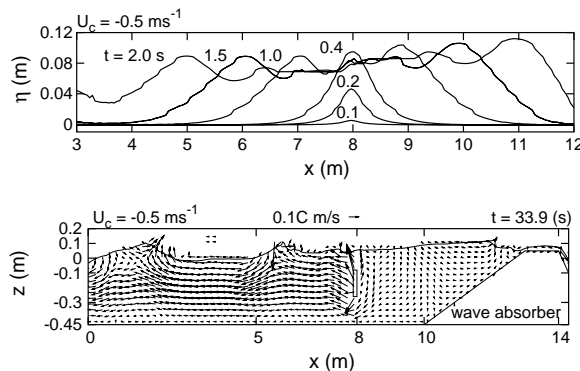 U_c = -0.5 ms^-1
0.12
0.08
0.04
0
η (m)
t = 2.0 s
1.5
1.0
0.4
0.2
0.1
3 4 5 6 7 8 9 10 11 12
x (m)
U_c = -0.5 ms^-1
0.1C m/s
t = 33.9 (s)
0.2
0.1
0
-0.1
-0.3
-0.45
z (m)
wave absorber
0 5 8 10 14
x (m)